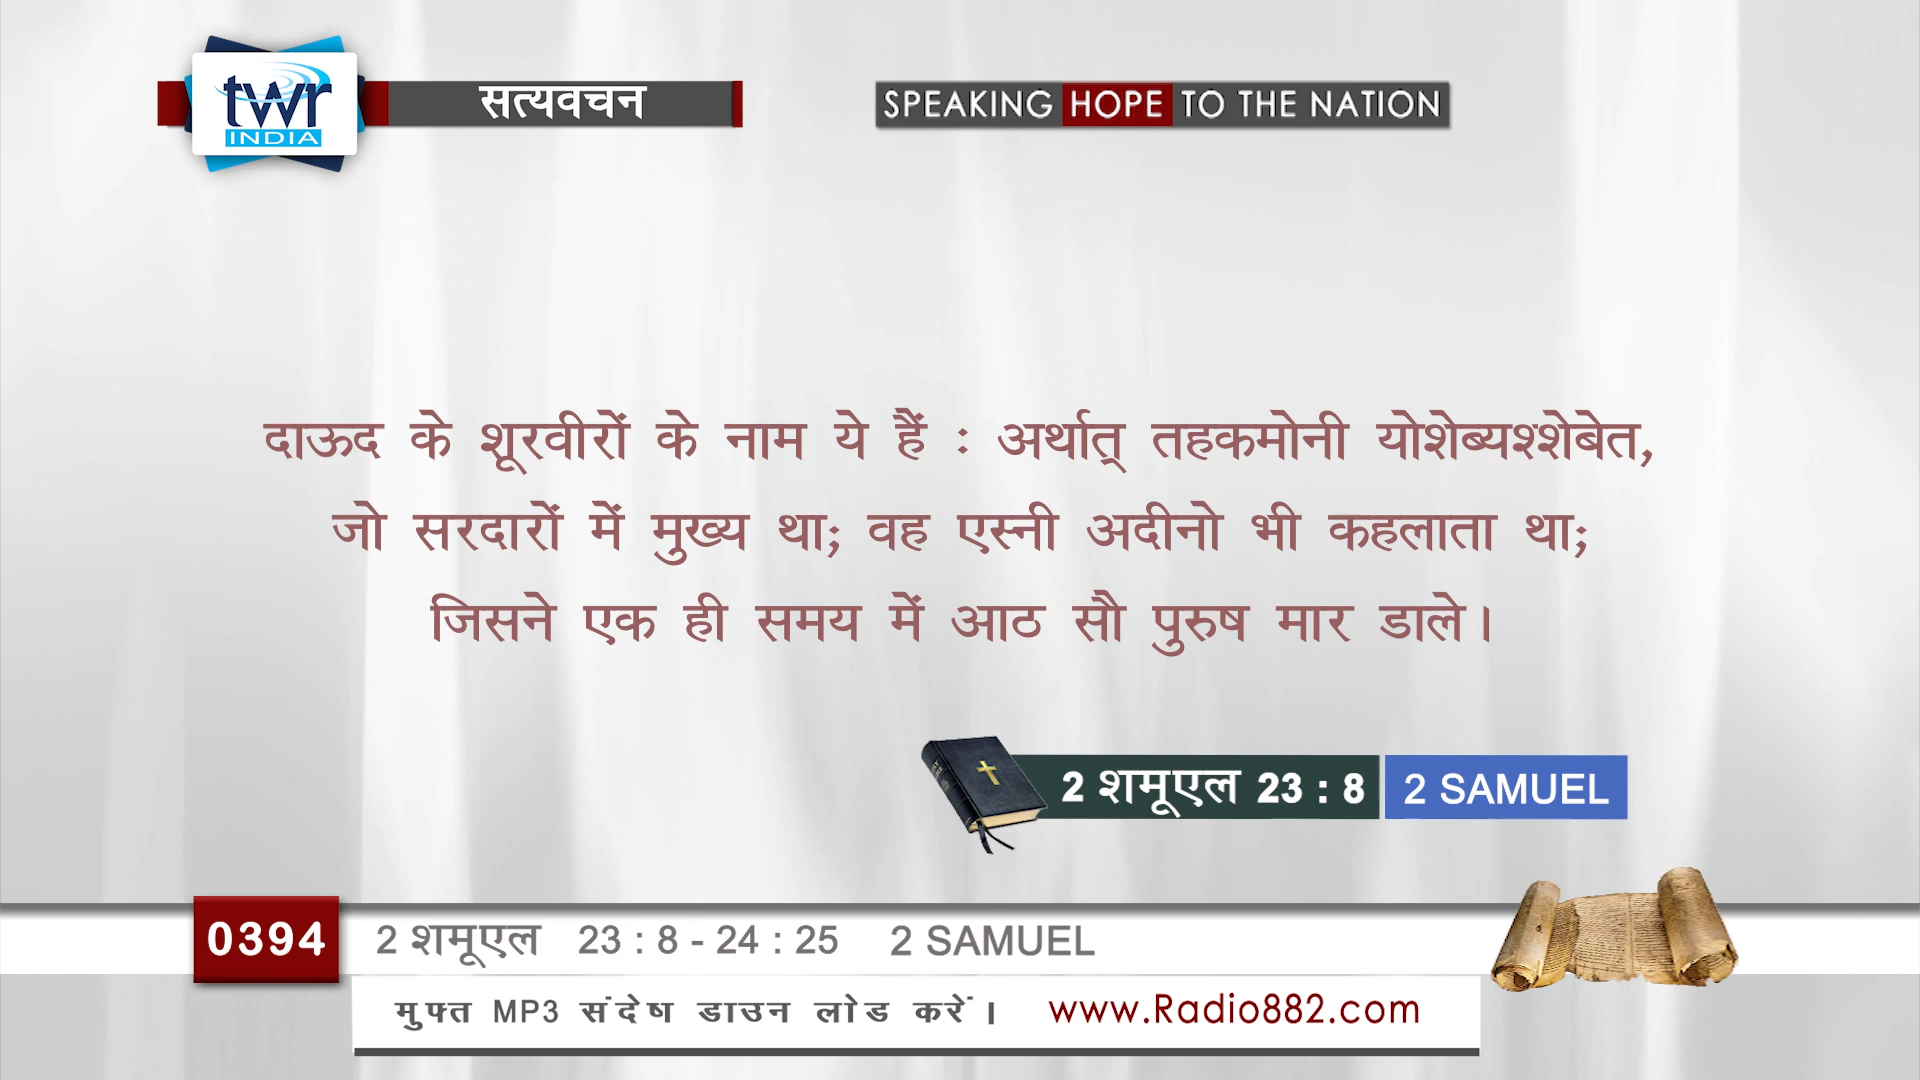 twr
INDIA
सत्यवचन
SPEAKING HOPE TO THE NATION
दाऊद के शूरवीरों के नाम ये हैं : अर्थात् तहकमोनी योशेब्यश्शेबेत,
जो सरदारों में मुख्य था; वह एस्नी अदीनो भी कहलाता था;
जिसने एक ही समय में आठ सौ पुरुष मार डाले।
2 शमूएल 23 : 8 2 SAMUEL
0394 2 शमूएल 23 : 8 - 24 : 25 2 SAMUEL
मुफ्त MP3 संदेष डाउन लोड करें। www.Radio882.com